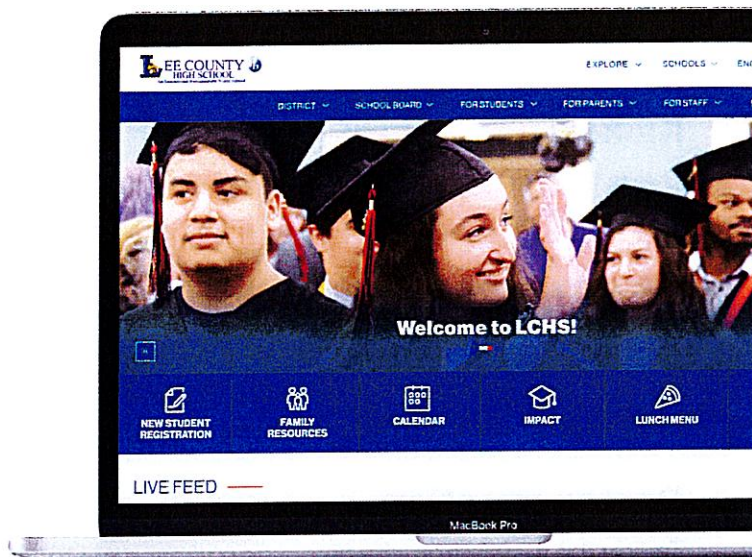 LEE COUNTY
HIGH SCHOOL
EXPLORE
SCHOOLS
DISTRICT
SCHOOL BOARD
FOR STUDENTS
FOR PARENTS
FOR STAFF
Welcome to LCHS!
NEW STUDENT
REGISTRATION
FAMILY
RESOURCES
CALENDAR
IMPACT
LUNCH MENU
LIVE FEED
MacBook Pro